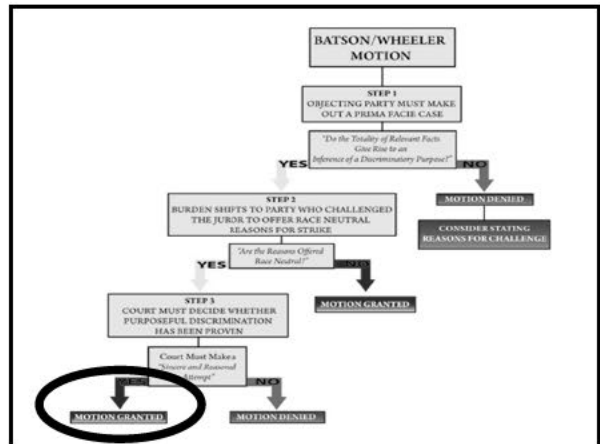 BATSON/WHEELER
MOTION
STEP 1
OBJECTING PARTY MUST MAKE
OUT A PRIMA FACIE CASE
"Do the Totality of Relevant Facts
Give Rise to an
Inference of a Discriminatory Purpose?"
YES
NO
STEP 2
BURDEN SHIFTS TO PARTY WHO CHALLENGED
THE JUROR TO OFFER RACE NEUTRAL
REASONS FOR STRIKE
MOTION DENIED
CONSIDER STATING
REASONS FOR CHALLENGE
"Are the Reasons Offered
Race Neutral?"
YES
NO
STEP 3
COURT MUST DECIDE WHETHER
PURPOSEFUL DISCRIMINATION
HAS BEEN PROVEN
MOTION GRANTED
Court Must Make a
"Sincere and Reasoned
Attempt"
YES
NO
MOTION GRANTED
MOTION DENIED